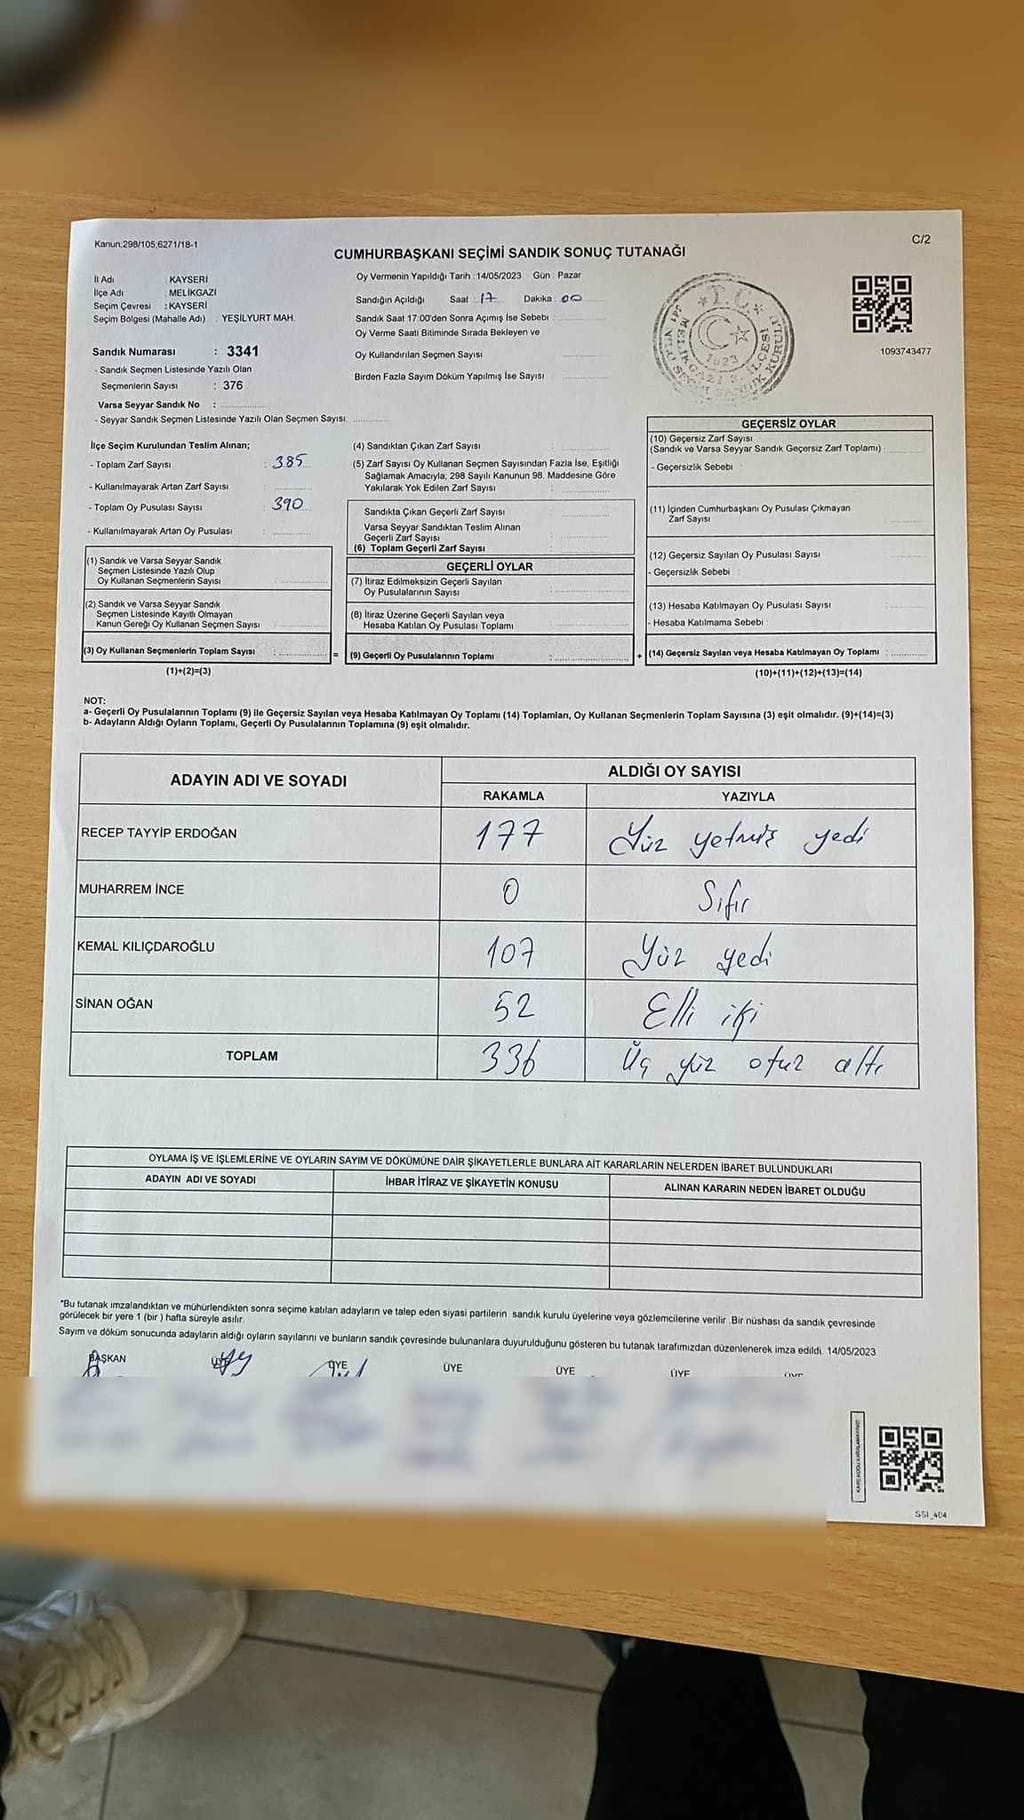 Kanun:298/105,6271/18-1
C/2
CUMHURBAŞKANI SEÇİMİ SANDIK SONUÇ TUTANAĞI
İl Adı KAYSERİ
İlçe Adı MELİKGAZİ
Seçim Çevresi : KAYSERİ
Seçim Bölgesi (Mahalle Adı) YEŞİLYURT MAH.
Sandık Numarası : 3341
- Sandık Seçmen Listesinde Yazılı Olan
Seçmenlerin Sayısı : 376
Varsa Seyyar Sandık No :
- Seyyar Sandık Seçmen Listesinde Yazılı Olan Seçmen Sayısı:
Oy Vermenin Yapıldığı Tarih : 14/05/2023 Gün : Pazar
Sandığın Açıldığı Saat : 17 Dakika : 00
Sandık Saat 17:00'den Sonra Açılmış İse Sebebi :
Oy Verme Saati Bitiminde Sırada Bekleyen ve
Oy Kullandırılan Seçmen Sayısı
Birden Fazla Sayım Döküm Yapılmış İse Sayısı :
T.C.
1923
1093743477
İlçe Seçim Kurulundan Teslim Alınan;
- Toplam Zarf Sayısı : 385
- Kullanılmayarak Artan Zarf Sayısı
- Toplam Oy Pusulası Sayısı : 390
- Kullanılmayarak Artan Oy Pusulası
(1) Sandık ve Varsa Seyyar Sandık
Seçmen Listesinde Yazılı Olup
Oy Kullanan Seçmenlerin Sayısı
(2) Sandık ve Varsa Seyyar Sandık
Seçmen Listesinde Kayıtlı Olmayan
Kanun Gereği Oy Kullanan Seçmen Sayısı
(3) Oy Kullanan Seçmenlerin Toplam Sayısı :
(1)+(2)=(3)
=
(4) Sandıktan Çıkan Zarf Sayısı
(5) Zarf Sayısı Oy Kullanan Seçmen Sayısından Fazla İse, Eşitliği
Sağlamak Amacıyla, 298 Sayılı Kanunun 98. Maddesine Göre
Yakılarak Yok Edilen Zarf Sayısı
Sandıkta Çıkan Geçerli Zarf Sayısı
Varsa Seyyar Sandıktan Teslim Alınan
Geçerli Zarf Sayısı
(6) Toplam Geçerli Zarf Sayısı
GEÇERLİ OYLAR
(7) İtiraz Edilmeksizin Geçerli Sayılan
Oy Pusulalarının Sayısı
(8) İtiraz Üzerine Geçerli Sayılan veya
Hesaba Katılan Oy Pusulası Toplamı
(9) Geçerli Oy Pusulalarının Toplamı :
+
GEÇERSİZ OYLAR
(10) Geçersiz Zarf Sayısı
(Sandık ve Varsa Seyyar Sandık Geçersiz Zarf Toplamı) :
- Geçersizlik Sebebi :
(11) İçinden Cumhurbaşkanı Oy Pusulası Çıkmayan
Zarf Sayısı
(12) Geçersiz Sayılan Oy Pusulası Sayısı
- Geçersizlik Sebebi :
(13) Hesaba Katılmayan Oy Pusulası Sayısı
- Hesaba Katılmama Sebebi :
(14) Geçersiz Sayılan veya Hesaba Katılmayan Oy Toplamı :
(10)+(11)+(12)+(13)=(14)
NOT:
a- Geçerli Oy Pusulalarının Toplamı (9) ile Geçersiz Sayılan veya Hesaba Katılmayan Oy Toplamı (14) Toplamları, Oy Kullanan Seçmenlerin Toplam Sayısına (3) eşit olmalıdır. (9)+(14)=(3)
b- Adayların Aldığı Oyların Toplamı, Geçerli Oy Pusulalarının Toplamına (9) eşit olmalıdır.
ADAYIN ADI VE SOYADI ALDIĞI OY SAYISI
RAKAMLA YAZIYLA
RECEP TAYYİP ERDOĞAN 177 Yüz yetmiş yedi
MUHARREM İNCE 0 Sıfır
KEMAL KILIÇDAROĞLU 107 Yüz yedi
SİNAN OĞAN 52 Elli iki
TOPLAM 336 Üç yüz otuz altı
OYLAMA İŞ VE İŞLEMLERİNE VE OYLARIN SAYIM VE DÖKÜMÜNE DAİR ŞİKAYETLERLE BUNLARA AİT KARARLARIN NELERDEN İBARET BULUNDUKLARI
ADAYIN ADI VE SOYADI İHBAR İTİRAZ VE ŞİKAYETİN KONUSU ALINAN KARARIN NEDEN İBARET OLDUĞU
*Bu tutanak imzalandıktan ve mühürlendikten sonra seçime katılan adayların ve talep eden siyasi partilerin sandık kurulu üyelerine veya gözlemcilerine verilir. Bir nüshası da sandık çevresinde
görülecek bir yere 1 (bir) hafta süreyle asılır.
Sayım ve döküm sonucunda adayların aldığı oyların sayılarını ve bunların sandık çevresinde bulunanlara duyurulduğunu gösteren bu tutanak tarafımızdan düzenlenerek imza edildi. 14/05/2023
BAŞKAN ÜYE ÜYE ÜYE ÜYE ÜYE ÜYE
SSI_404